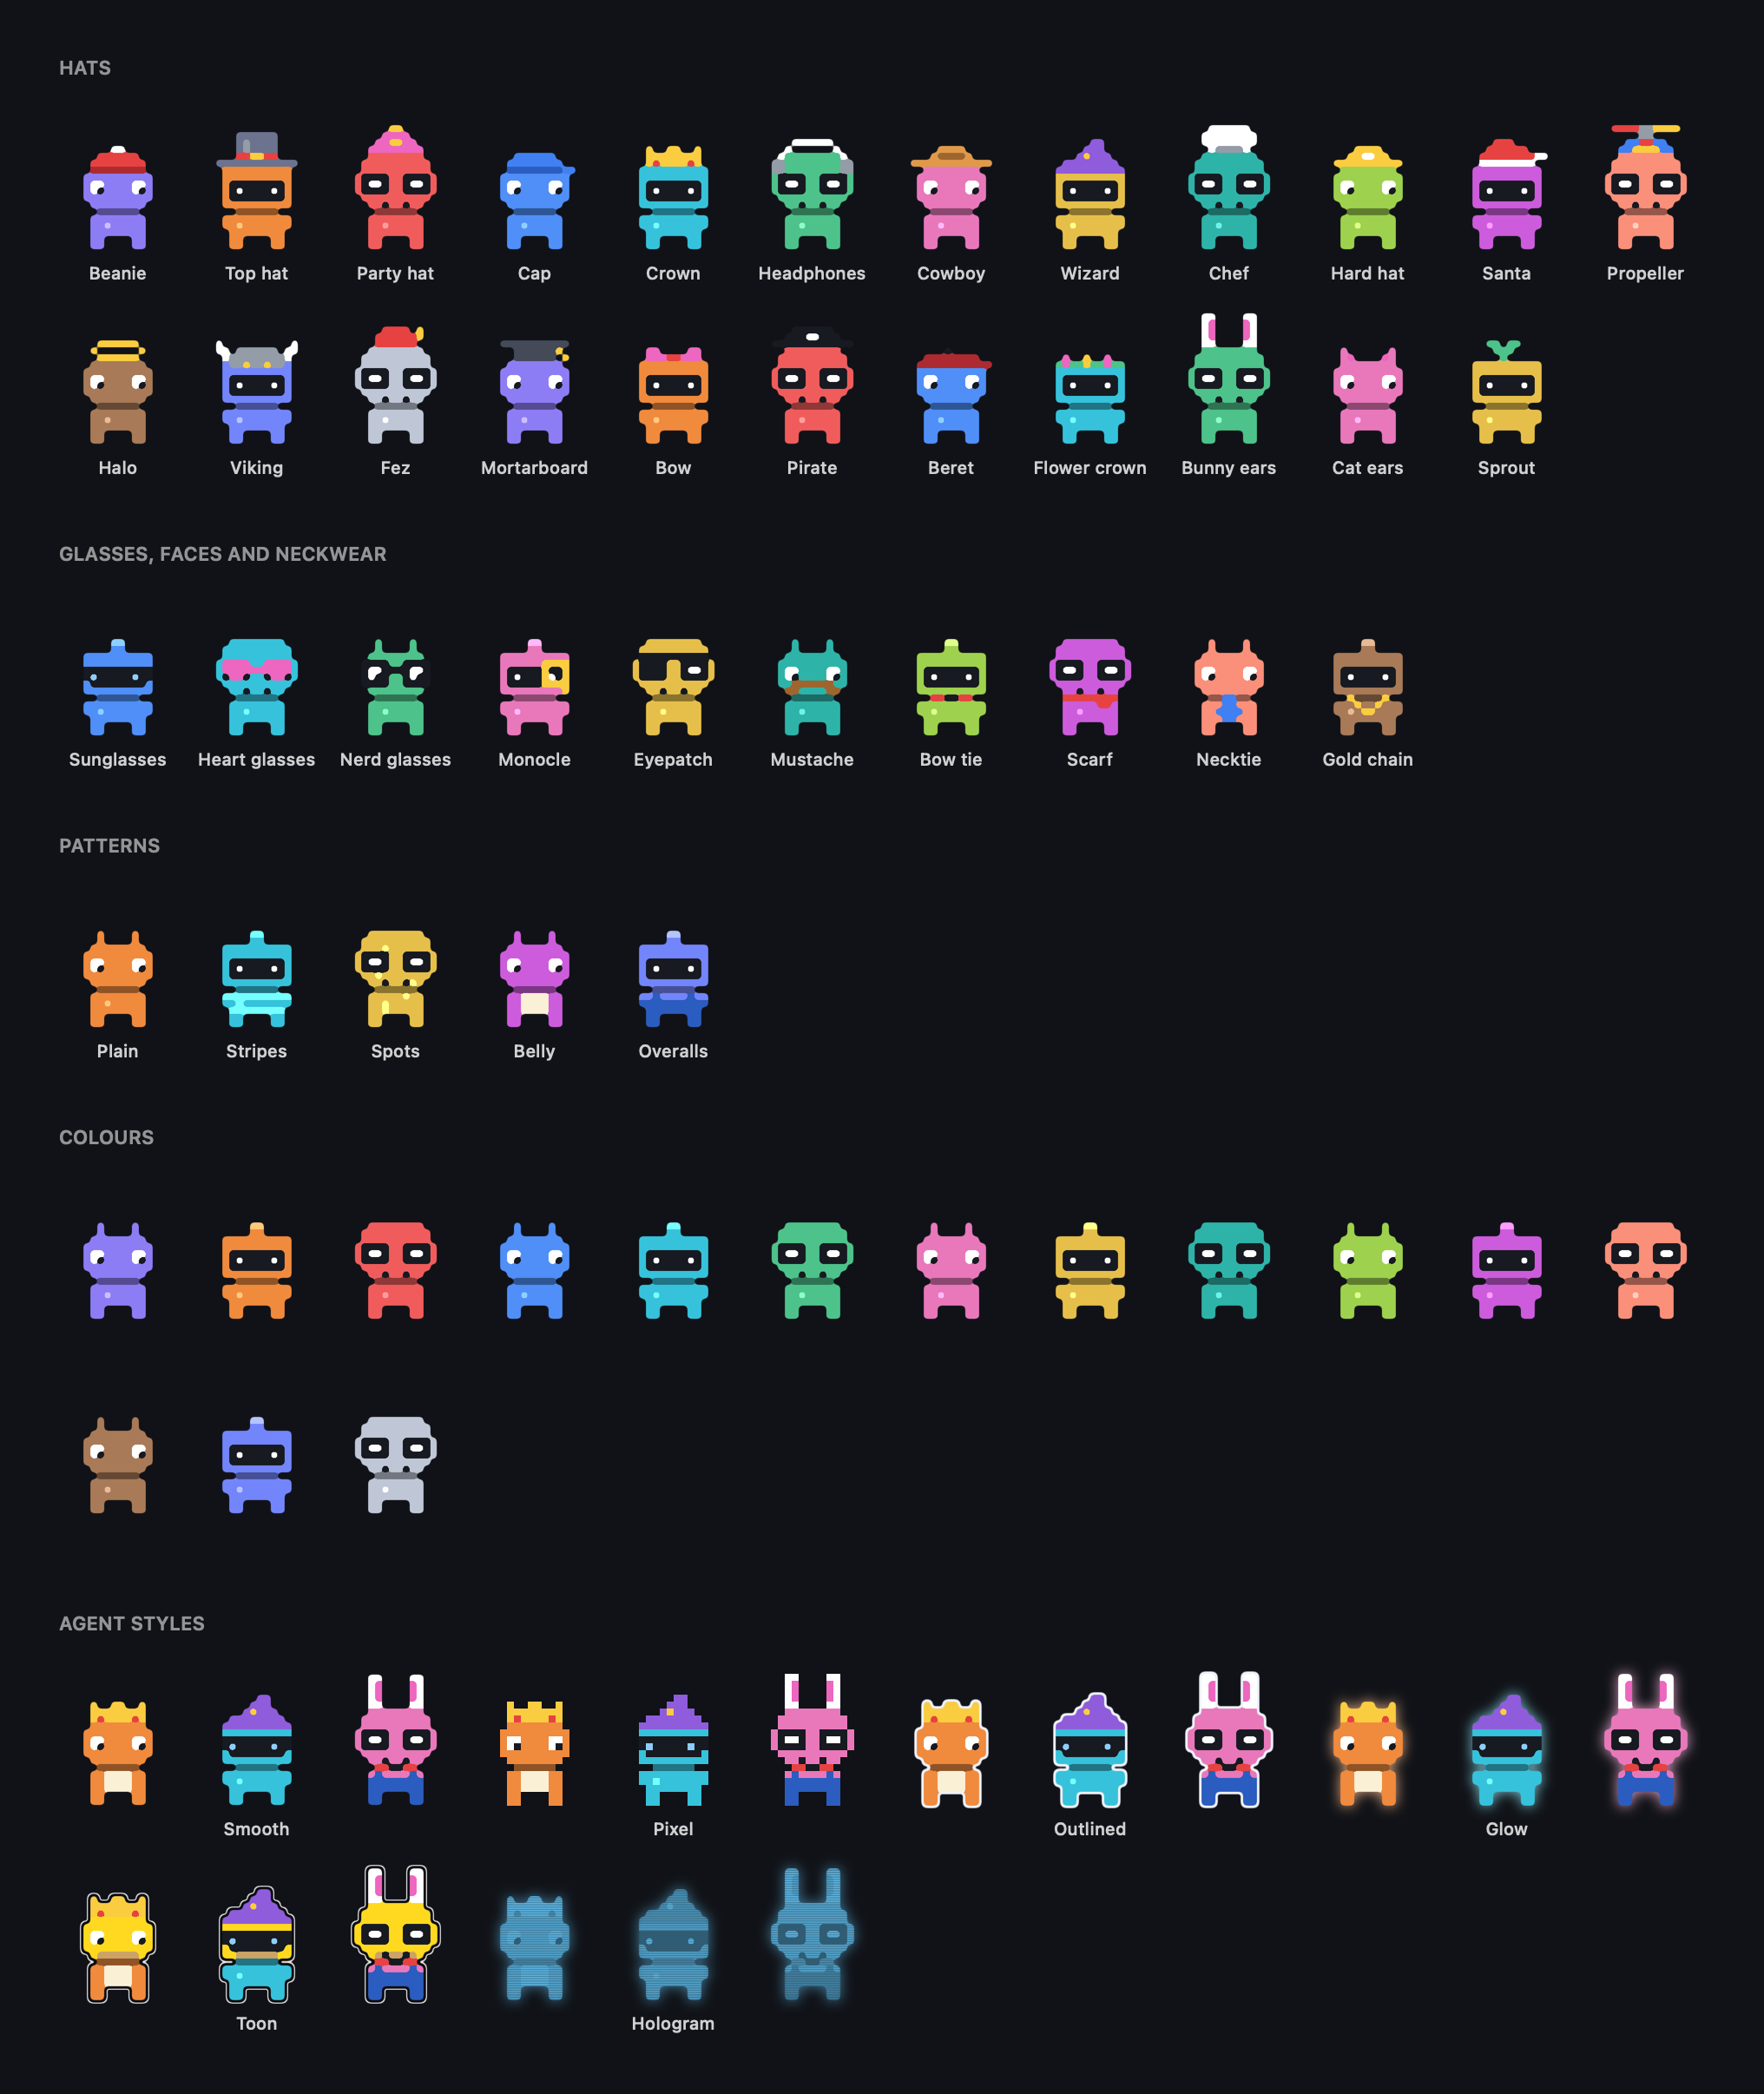 HATS
Beanie Top hat Party hat Cap Crown Headphones Cowboy Wizard Chef Hard hat Santa Propeller
Halo Viking Fez Mortarboard Bow Pirate Beret Flower crown Bunny ears Cat ears Sprout
GLASSES, FACES AND NECKWEAR
Sunglasses Heart glasses Nerd glasses Monocle Eyepatch Mustache Bow tie Scarf Necktie Gold chain
PATTERNS
Plain Stripes Spots Belly Overalls
COLOURS
AGENT STYLES
Smooth Pixel Outlined Glow
Toon Hologram